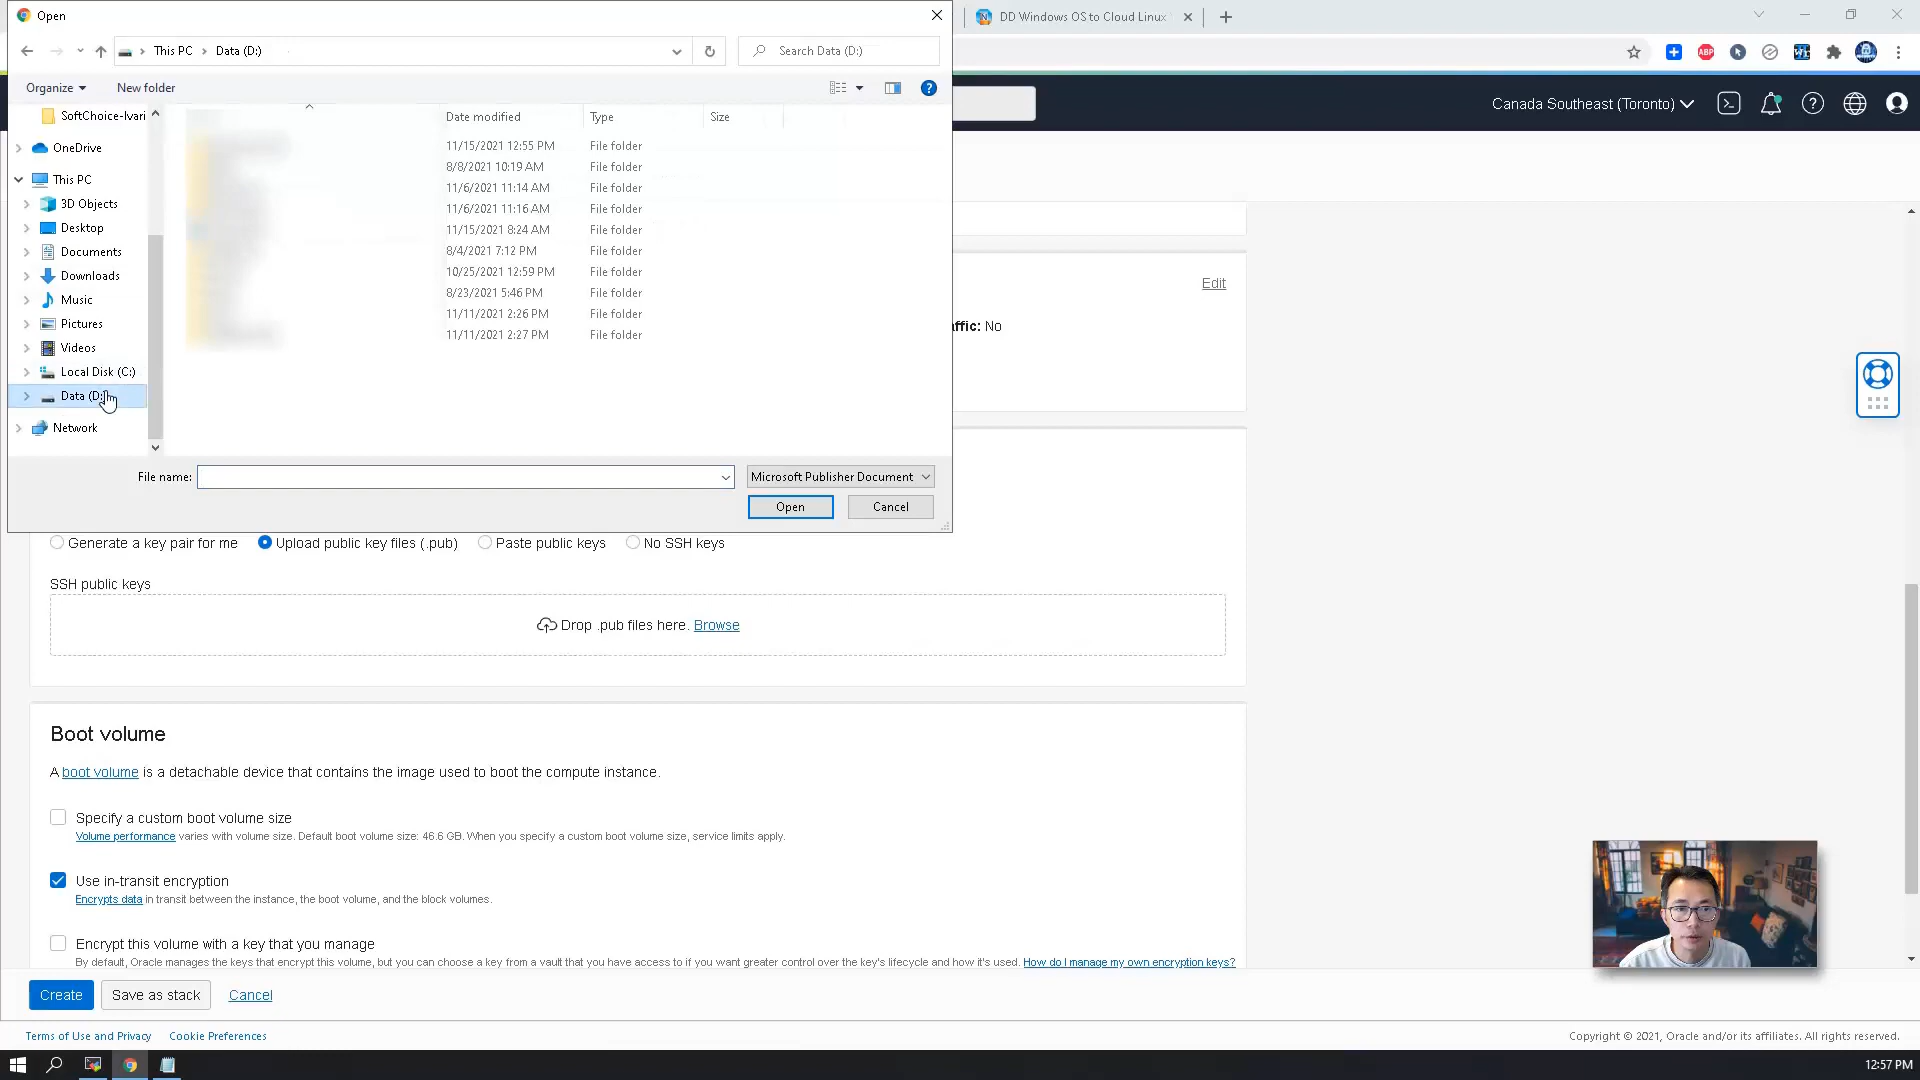 Open
DD Windows OS to Cloud Linux
This PC
Data (D:)
Search Data (D:)
Organize
New folder
ABP
Canada Southeast (Toronto)
Date modified
Type
Size
SoftChoice-Ivari
OneDrive
This PC
3D Objects
Desktop
Documents
Downloads
Music
Pictures
Videos
Local Disk (C:)
Data (D:)
Network
11/15/2021 12:55 PM File folder
8/8/2021 10:19 AM File folder
11/6/2021 11:14 AM File folder
11/6/2021 11:16 AM File folder
11/15/2021 8:24 AM File folder
8/4/2021 7:12 PM File folder
10/25/2021 12:59 PM File folder
8/23/2021 5:46 PM File folder
11/11/2021 2:26 PM File folder
11/11/2021 2:27 PM File folder
Edit
affic: No
File name:
Microsoft Publisher Document
Open
Cancel
Generate a key pair for me
Upload public key files (.pub)
Paste public keys
No SSH keys
SSH public keys
Drop .pub files here. Browse
Boot volume
A boot volume is a detachable device that contains the image used to boot the compute instance.
Specify a custom boot volume size
Volume performance varies with volume size. Default boot volume size: 46.6 GB. When you specify a custom boot volume size, service limits apply.
Use in-transit encryption
Encrypts data in transit between the instance, the boot volume, and the block volumes.
Encrypt this volume with a key that you manage
By default, Oracle manages the keys that encrypt this volume, but you can choose a key from a vault that you have access to if you want greater control over the key's lifecycle and how it's used. How do I manage my own encryption keys?
Create
Save as stack
Cancel
Terms of Use and Privacy
Cookie Preferences
Copyright © 2021, Oracle and/or its affiliates. All rights reserved.
12:57 PM